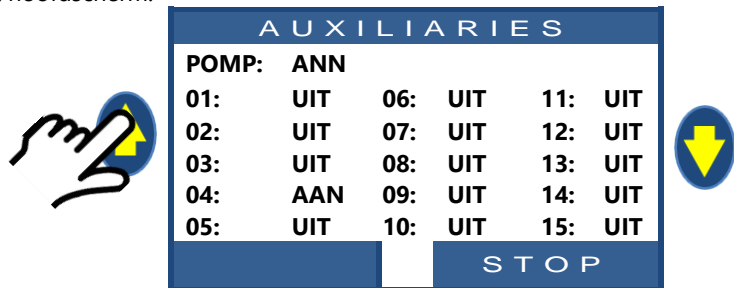 AUXILIARIES
POMP: ANN
01: UIT 06: UIT 11: UIT
02: UIT 07: UIT 12: UIT
03: UIT 08: UIT 13: UIT
04: AAN 09: UIT 14: UIT
05: UIT 10: UIT 15: UIT
STOP